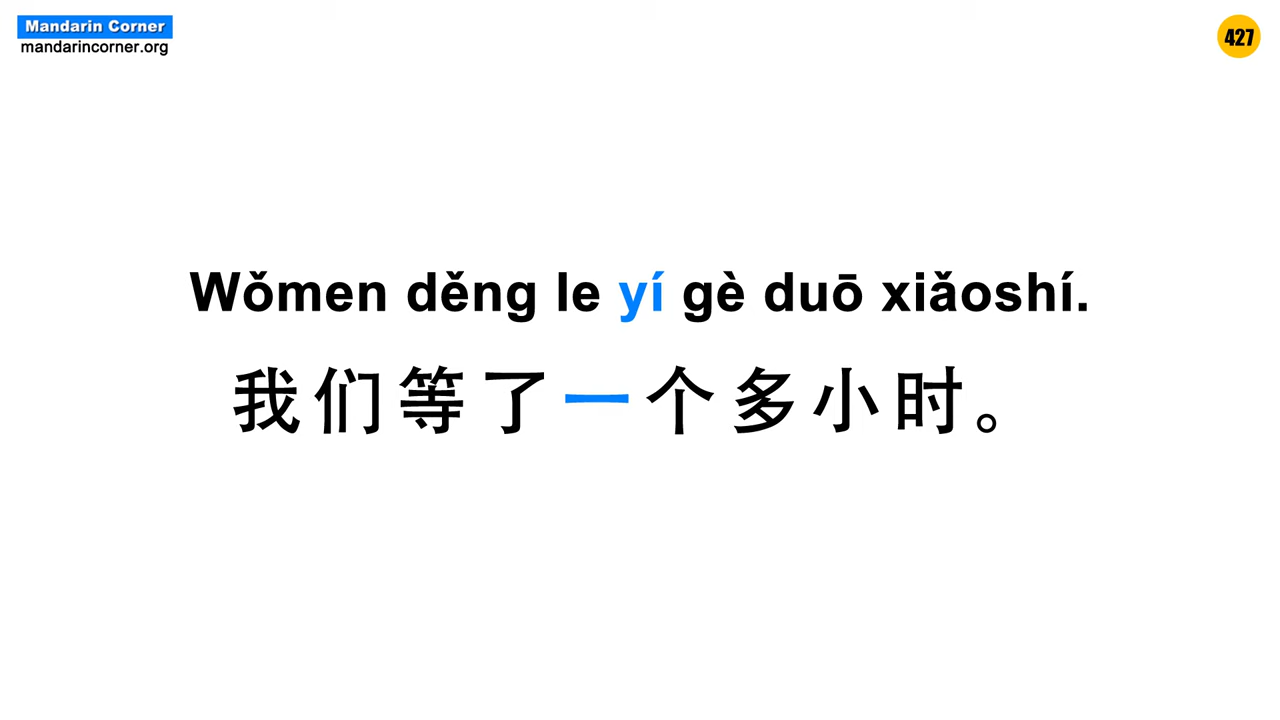 Mandarin Corner
mandarincorner.org
427
Wǒmen děng le yí gè duō xiǎoshí.
我们等了一个多小时。